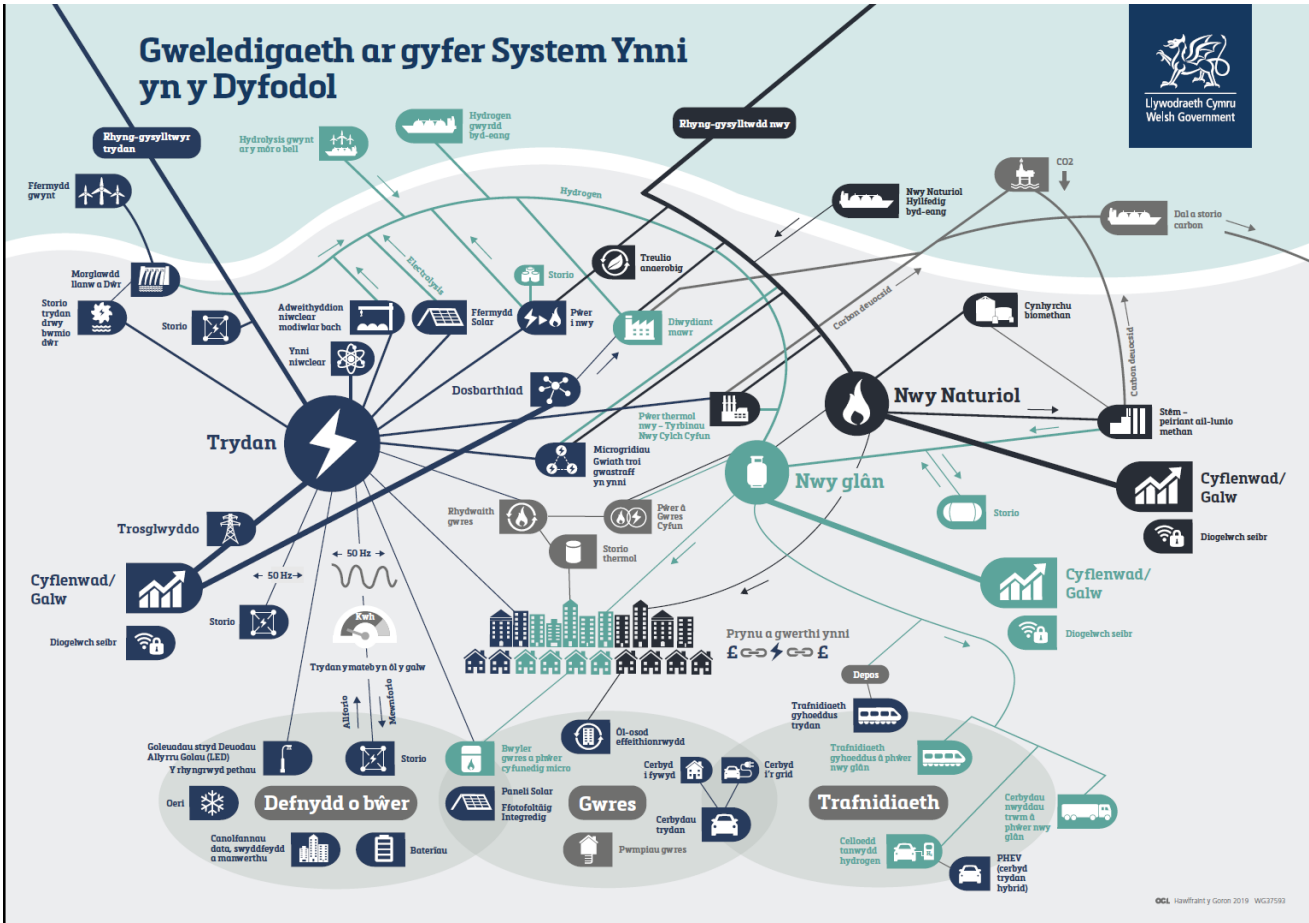 Gweledigaeth ar gyfer System Ynni
yn y Dyfodol
Llywodraeth Cymru
Welsh Government
Rhyng-gysylltwyr
trydan
Hydrolysis gwynt
ar y môr o bell
Hydrogen
gwyrdd
byd-eang
Rhyng-gysylltwdd nwy
CO2
Ffermydd
gwynt
Hydrogen
Nwy Naturiol
Hyllfedig
byd-eang
Dal a storio
carbon
Morglawdd
llanw a Dŵr
Electrolysis
Storio
Treulio
anaerobig
Storio
trydan
drwy
bwmio
dŵr
Storio
Adweithyddion
niwclear
modiwlar bach
Ffermydd
Solar
Pŵer
i nwy
Diwydiant
mawr
Carbon deuocsid
Cynhyrchu
biomethan
Carbon deuocsid
Ynni
niwclear
Dosbarthiad
Nwy Naturiol
Trydan
Pŵer thermol
nwy – Tyrbinau
Nwy Cylch Cyfun
Stêm –
peiriant ail-lunio
methan
Microgridiau
Gwiath troi
gwastraff
yn ynni
Nwy glân
Cyflenwad/
Galw
Trosglwyddo
Rhydwaith
gwres
Pŵer â
Gwres
Cyfun
Storio
Diogelwch seibr
Storio
thermol
50 Hz
50 Hz
Cyflenwad/
Galw
Cyflenwad/
Galw
Storio
Kwh
Diogelwch seibr
Prynu a gwerthi ynni
£ £
Diogelwch seibr
Trydan y mateb yn ôl y galw
Depos
Allforio
Mewnforio
Trafnidiaeth
gyhoeddus
trydan
Goleuadau stryd Deuodau
Allyrru Golau (LED)
Y rhyngrwyd pethau
Storio
Bwyler
gwres a phŵer
cyfunedig micro
Ôl-osod
effeithionrwydd
Trafnidiaeth
gyhoeddus â phŵer
nwy glân
Cerbyd
i fywyd
Cerbyd
i'r grid
Oeri
Defnydd o bŵer
Paneli Solar
Ffotofoltäig
Integredig
Gwres
Trafnidiaeth
Cerbydau
nwyddau
trwm â
phŵer nwy
glân
Cerbydau
trydan
Canolfannau
data, swyddfeydd
a manwerthu
Bateriau
Pwmpiau gwres
Celloedd
tanwydd
hydrogen
PHEV
(cerbyd
trydan
hybrid)
OGL Hawlfraint y Goron 2019 WG37593